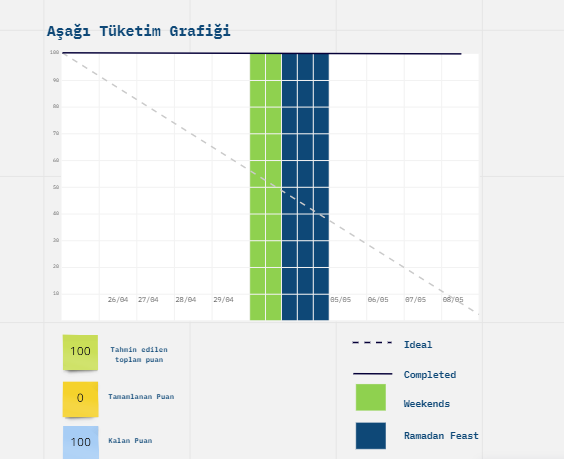 Aşağı Tüketim Grafiği
100
90
80
70
60
50
40
30
20
10
26/04 27/04 28/04 29/04 05/05 06/05 07/05 08/05
100 Tahmin edilen
toplam puan
0 Tamamlanan Puan
100 Kalan Puan
Ideal
Completed
Weekends
Ramadan Feast